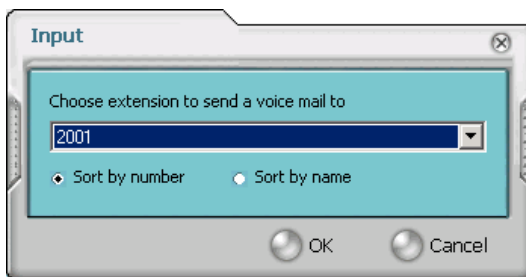 Input
Choose extension to send a voice mail to
2001
Sort by number Sort by name
OK Cancel